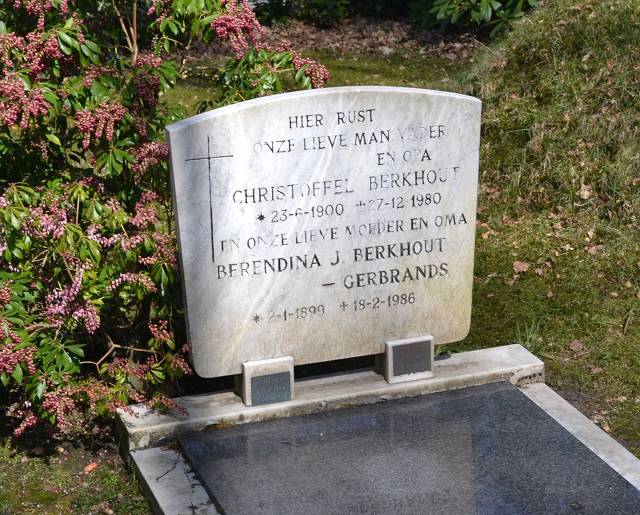 HIER RUST
ONZE LIEVE MAN VADER
EN OPA
CHRISTOFFEL BERKHOUT
* 23-6-1900 ✝ 27-12-1980
EN ONZE LIEVE MOEDER EN OMA
BERENDINA J. BERKHOUT
– GERBRANDS
* 2-1-1899 ✝ 18-2-1986